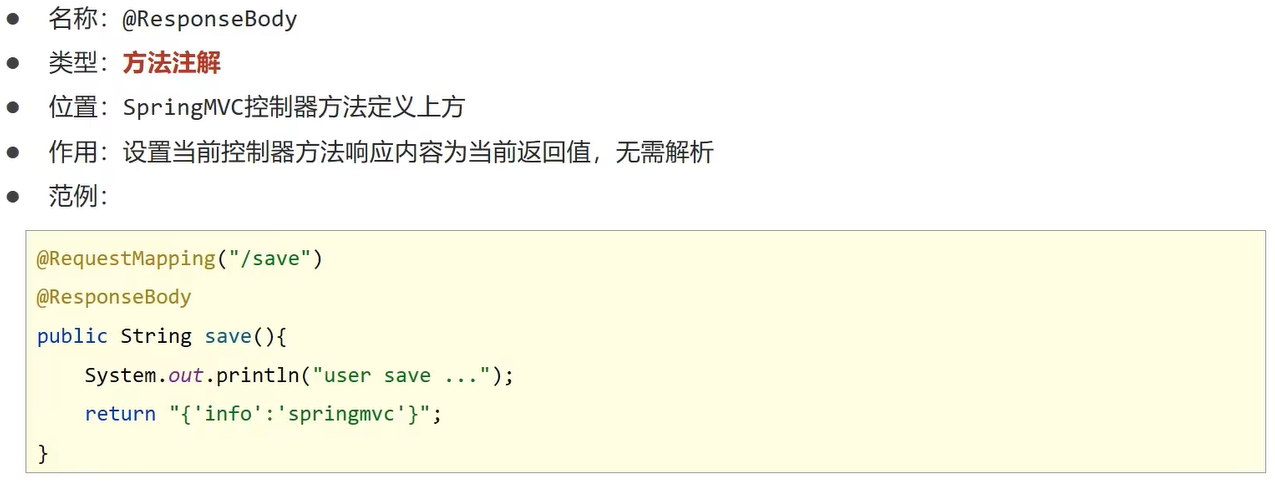 ● 名称：@ResponseBody
● 类型：方法注解
● 位置：SpringMVC控制器方法定义上方
● 作用：设置当前控制器方法响应内容为当前返回值，无需解析
● 范例：
@RequestMapping("/save")
@ResponseBody
public String save(){
    System.out.println("user save ...");
    return "{'info':'springmvc'}";
}